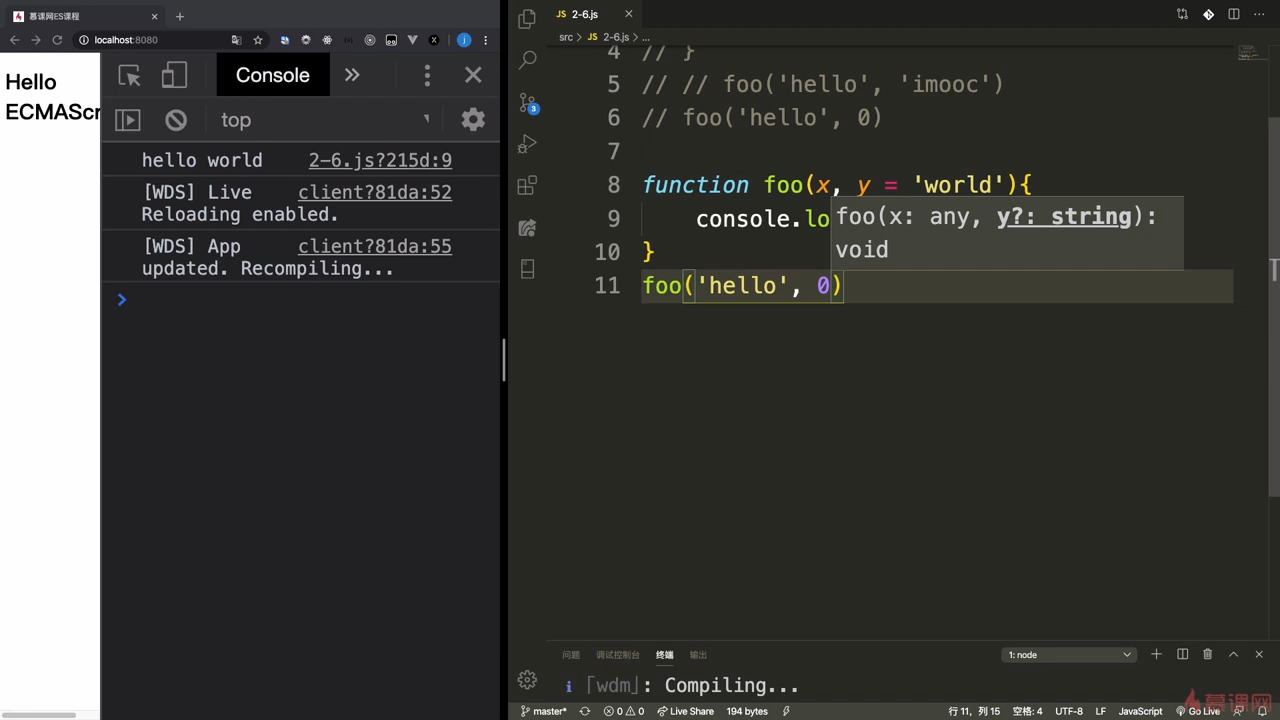 慕课网ES课程
localhost:8080
Hello
ECMAScr
Console
top
hello world 2-6.js?215d:9
[WDS] Live client?81da:52
Reloading enabled.
[WDS] App client?81da:55
updated. Recompiling...
2-6.js
src > JS 2-6.js > ...
4 // }
5 // // foo('hello', 'imooc')
6 // foo('hello', 0)
7
8 function foo(x, y = 'world'){
9 console.lo
foo(x: any, y?: string):
void
10 }
11 foo('hello', 0)
问题 调试控制台 终端 输出
1: node
i ｢wdm｣: Compiling...
master* 0 0 Live Share 194 bytes
行 11, 列 15 空格: 4 UTF-8 LF JavaScript Go Live
慕课网